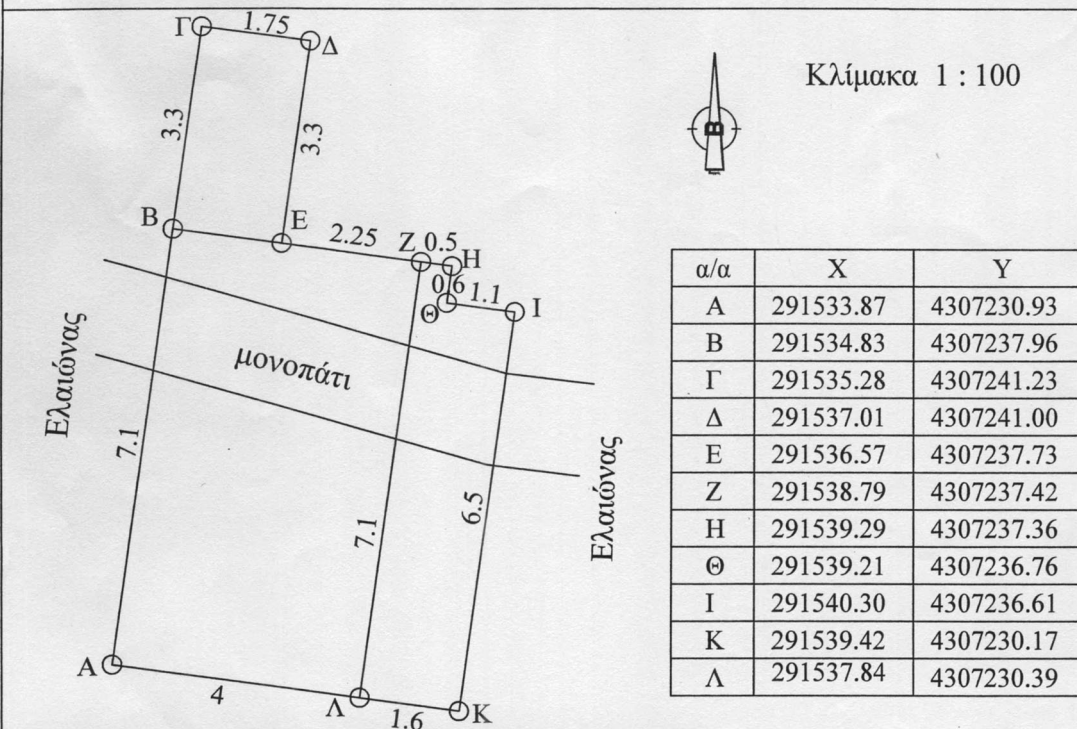 Γ 1.75 Δ
Κλίμακα 1 : 100
Β
3.3
3.3
Β Ε 2.25 Ζ 0.5 Η
0.6 1.1 Ι
Θ
μονοπάτι
Ελαιώνας
Ελαιώνας
7.1
7.1
6.5
Α 4 Λ 1.6 Κ
α/α Χ Υ
Α 291533.87 4307230.93
Β 291534.83 4307237.96
Γ 291535.28 4307241.23
Δ 291537.01 4307241.00
Ε 291536.57 4307237.73
Ζ 291538.79 4307237.42
Η 291539.29 4307237.36
Θ 291539.21 4307236.76
Ι 291540.30 4307236.61
Κ 291539.42 4307230.17
Λ 291537.84 4307230.39